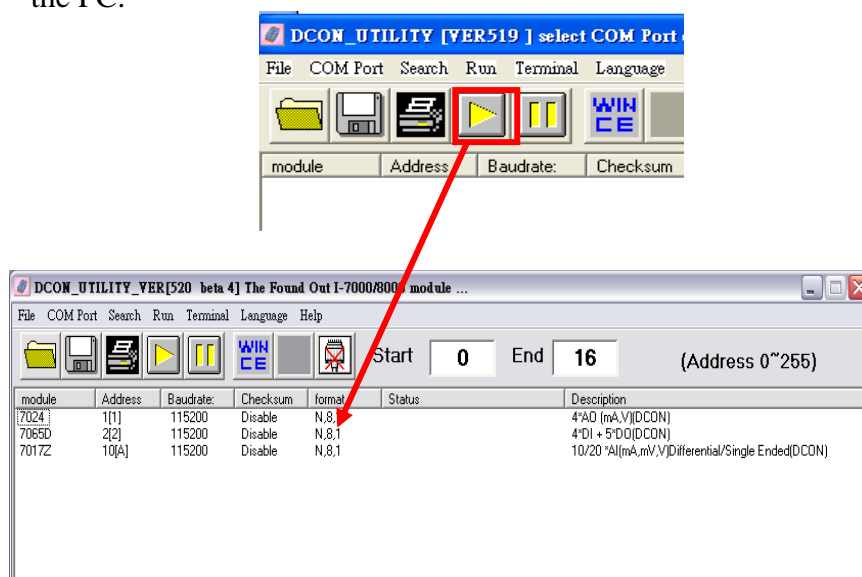 the PC.
DCON_UTILITY [VER519 ] select COM Port
File COM Port Search Run Terminal Language
WIN
CE
module Address Baudrate: Checksum
DCON_UTILITY_VER[520 beta 4] The Found Out I-7000/8000 module ...
File COM Port Search Run Terminal Language Help
WIN
CE
Start 0 End 16 (Address 0~255)
module Address Baudrate: Checksum format Status Description
7024 1[1] 115200 Disable N,8,1 4*AO (mA,V)(DCON)
7065D 2[2] 115200 Disable N,8,1 4*DI + 5*DO(DCON)
7017Z 10[A] 115200 Disable N,8,1 10/20 *AI(mA,mV,V)Differential/Single Ended(DCON)